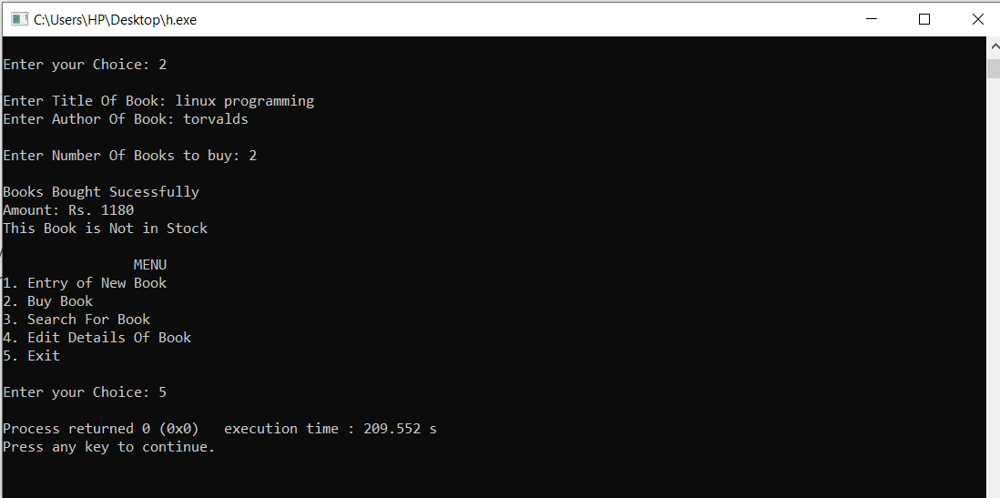 C:\Users\HP\Desktop\h.exe
Enter your Choice: 2
Enter Title Of Book: linux programming
Enter Author Of Book: torvalds
Enter Number Of Books to buy: 2
Books Bought Sucessfully
Amount: Rs. 1180
This Book is Not in Stock
MENU
1. Entry of New Book
2. Buy Book
3. Search For Book
4. Edit Details Of Book
5. Exit
Enter your Choice: 5
Process returned 0 (0x0)   execution time : 209.552 s
Press any key to continue.